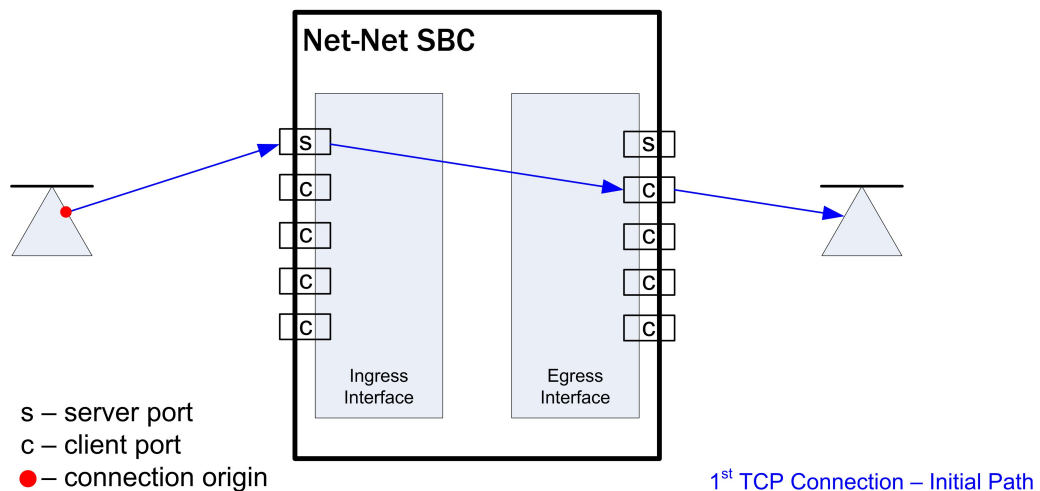 Net-Net SBC
s s
c c
c c
c c
c c
Ingress
Interface
Egress
Interface
s – server port
c – client port
– connection origin
1st TCP Connection – Initial Path